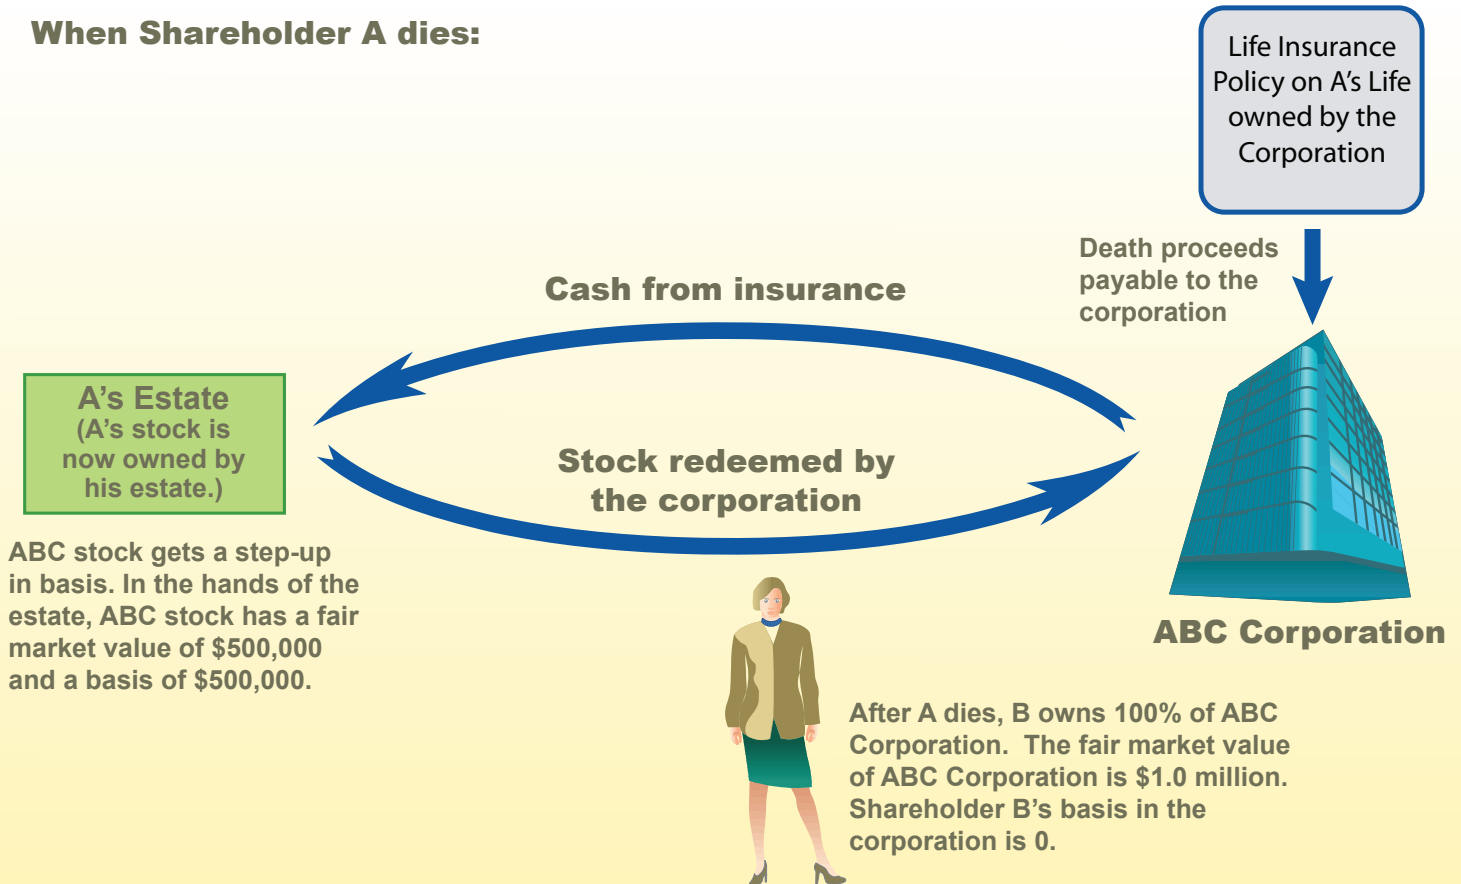 When Shareholder A dies:
Life Insurance
Policy on A’s Life
owned by the
Corporation
Death proceeds
payable to the
corporation
Cash from insurance
A’s Estate
(A’s stock is
now owned by
his estate.)
Stock redeemed by
the corporation
ABC stock gets a step-up
in basis. In the hands of the
estate, ABC stock has a fair
market value of $500,000
and a basis of $500,000.
ABC Corporation
After A dies, B owns 100% of ABC
Corporation.  The fair market value
of ABC Corporation is $1.0 million.
Shareholder B’s basis in the
corporation is 0.